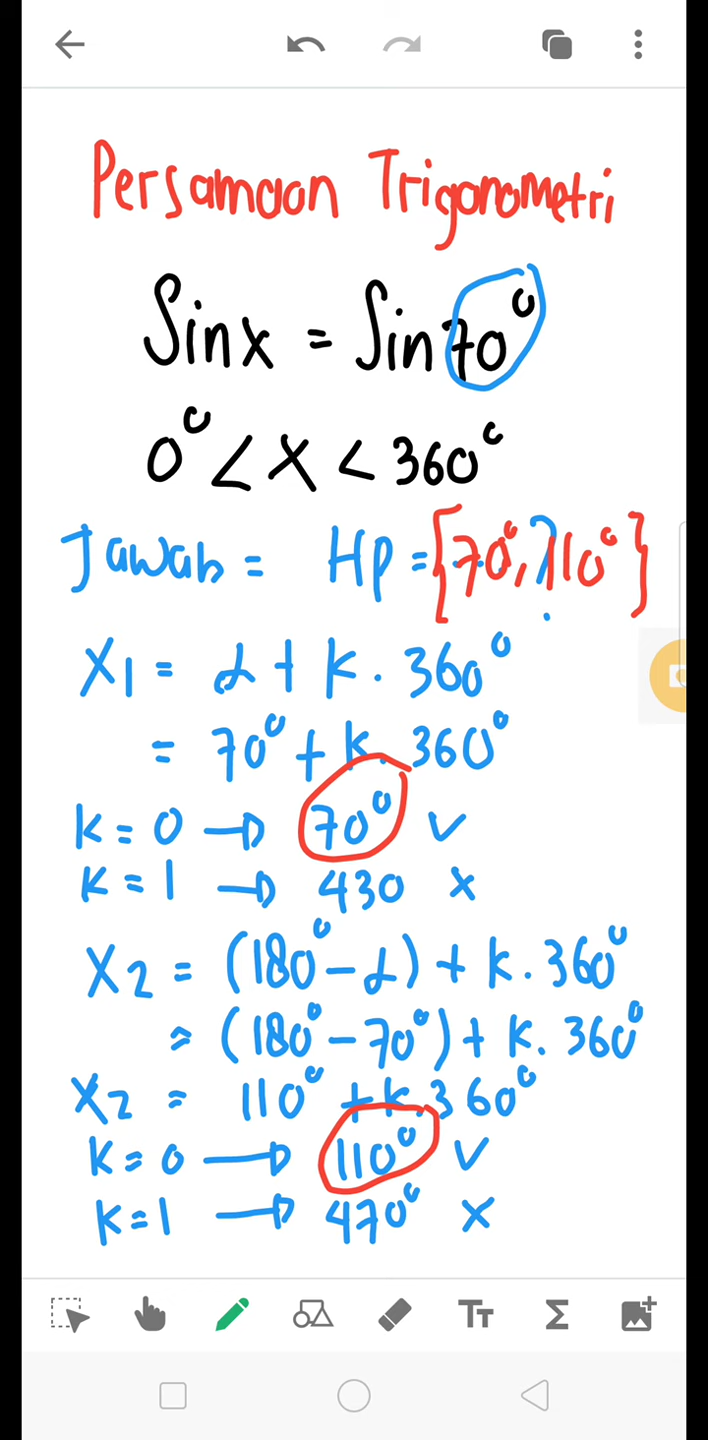 Persamaan Trigonometri
Sin x = Sin 70°
0° < x < 360°
Jawab = Hp = {70°, 110°}
x1 = α + k . 360°
= 70° + k . 360°
k = 0 → 70° ✓
k = 1 → 430 x
x2 = (180° - α) + k . 360°
= (180° - 70°) + k . 360°
x2 = 110° + k . 360°
k = 0 → 110° ✓
k = 1 → 470° x
Tт
Σ